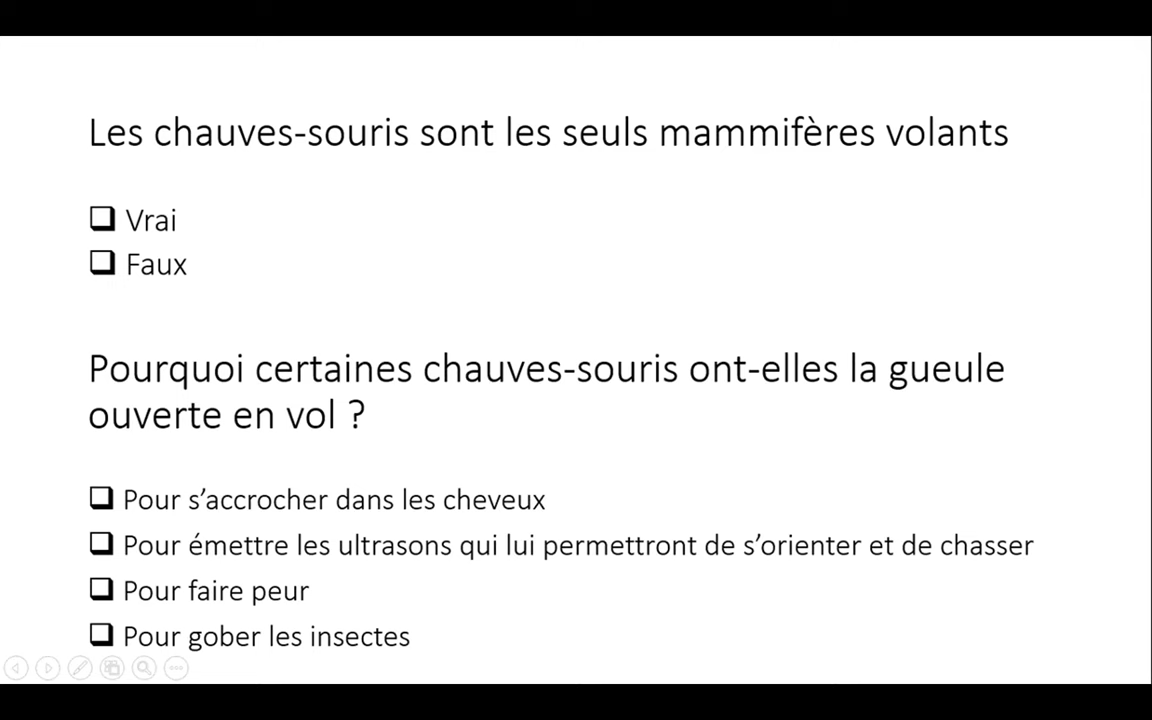 Les chauves-souris sont les seuls mammifères volants
❑ Vrai
❑ Faux
Pourquoi certaines chauves-souris ont-elles la gueule
ouverte en vol ?
❑ Pour s’accrocher dans les cheveux
❑ Pour émettre les ultrasons qui lui permettront de s’orienter et de chasser
❑ Pour faire peur
❑ Pour gober les insectes